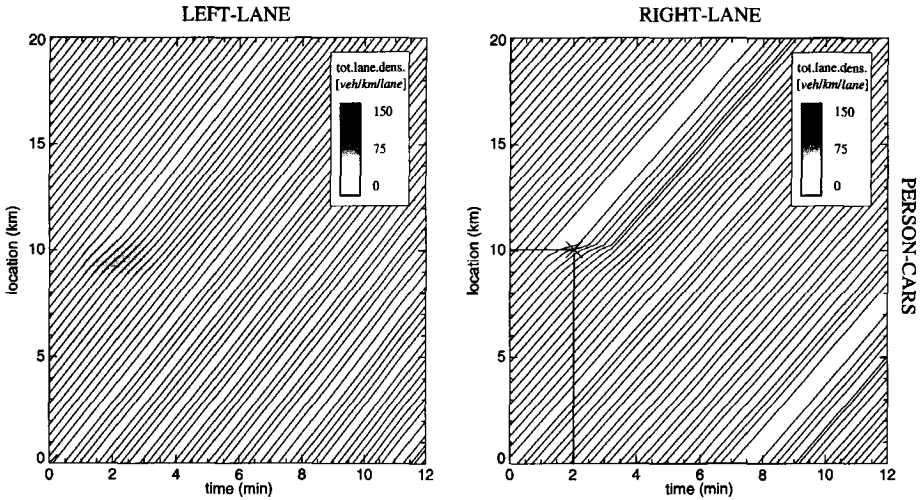 LEFT-LANE
RIGHT-LANE
20
15
10
5
0
location (km)
tot.lane.dens.
[veh/km/lane]
150
75
0
0 2 4 6 8 10 12
time (min)
20
15
10
5
0
location (km)
tot.lane.dens.
[veh/km/lane]
150
75
0
0 2 4 6 8 10 12
time (min)
PERSON-CARS